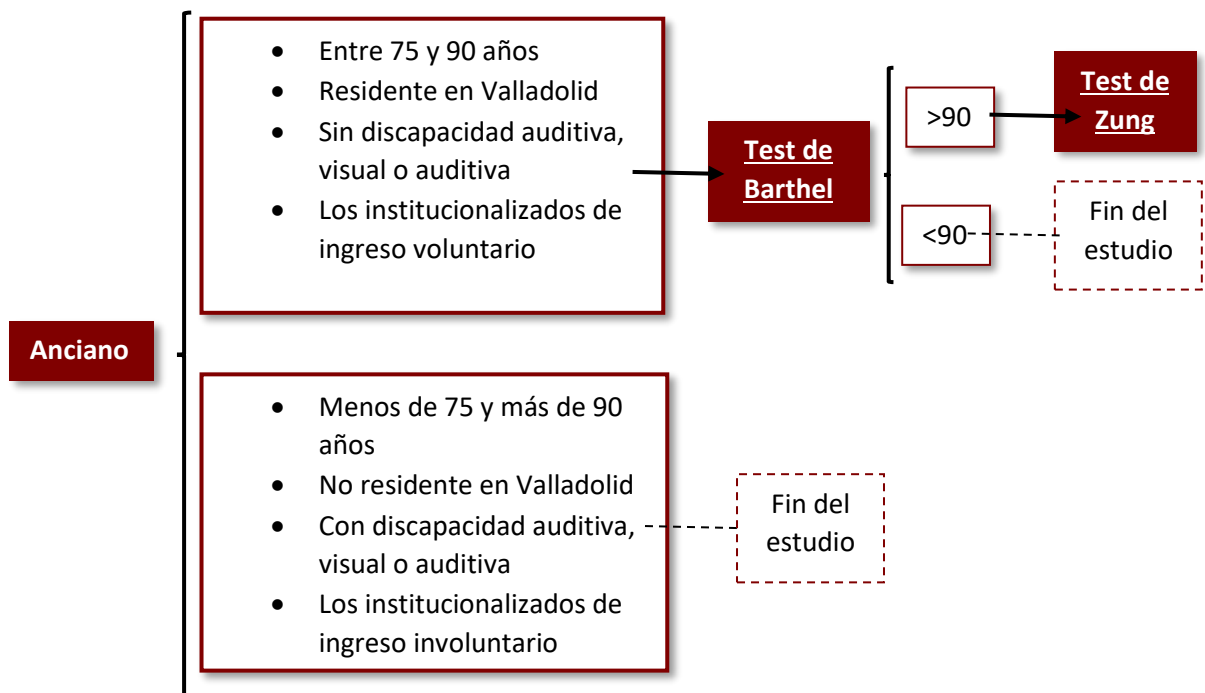 Anciano
• Entre 75 y 90 años
• Residente en Valladolid
• Sin discapacidad auditiva,
visual o auditiva
• Los institucionalizados de
ingreso voluntario
Test de
Barthel
>90
Test de
Zung
<90
Fin del
estudio
• Menos de 75 y más de 90
años
• No residente en Valladolid
• Con discapacidad auditiva,
visual o auditiva
• Los institucionalizados de
ingreso involuntario
Fin del
estudio